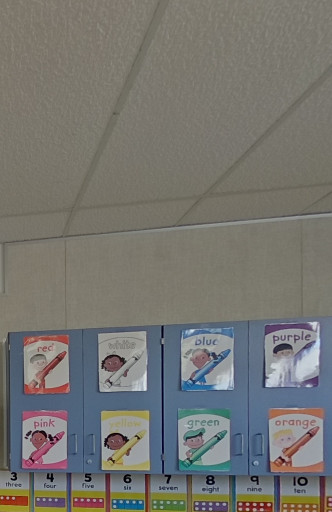 red
white
blue
purple
pink
yellow
green
orange
3 4 5 6 7 8 9 10
three four five six seven eight nine ten